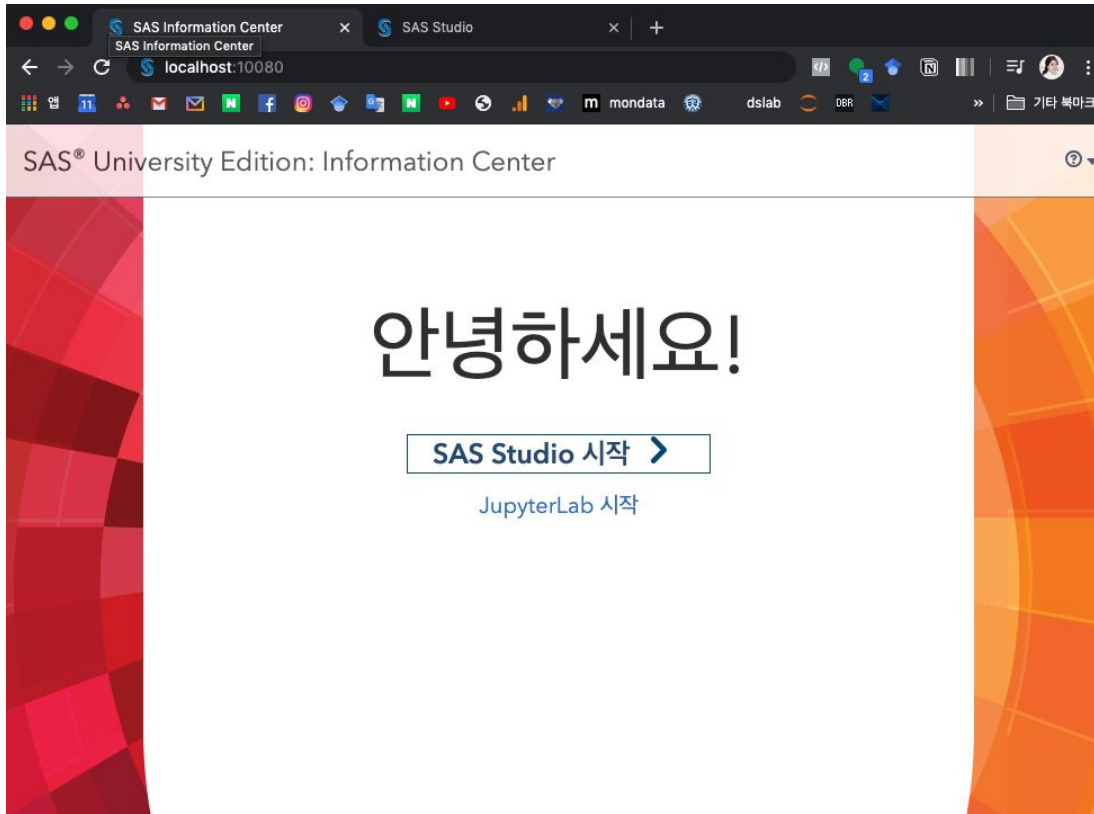 SAS Information Center
SAS Studio
SAS Information Center
localhost:10080
2
앱
11
mondata
dslab
DBR
»
기타 북마크
SAS® University Edition: Information Center
안녕하세요!
SAS Studio 시작
JupyterLab 시작